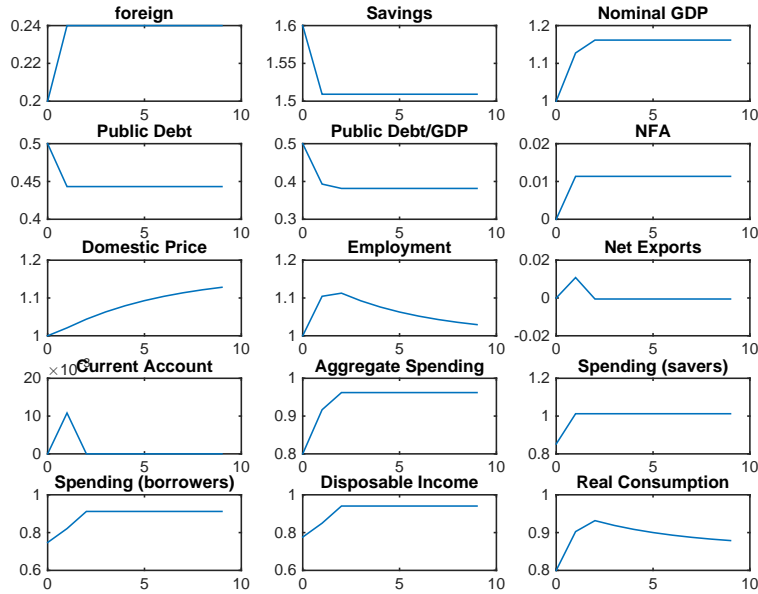 foreign
0.24
0.22
0.2
0 5 10
Savings
1.6
1.55
1.5
0 5 10
Nominal GDP
1.2
1.1
1
0 5 10
Public Debt
0.5
0.45
0.4
0 5 10
Public Debt/GDP
0.5
0.4
0.3
0 5 10
NFA
0.02
0.01
0
0 5 10
Domestic Price
1.2
1.1
1
0 5 10
Employment
1.2
1.1
1
0 5 10
Net Exports
0.02
0
-0.02
0 5 10
Current Account
×10⁻³
20
10
0
0 5 10
Aggregate Spending
1
0.9
0.8
0 5 10
Spending (savers)
1.2
1
0.8
0 5 10
Spending (borrowers)
1
0.8
0.6
0 5 10
Disposable Income
1
0.8
0.6
0 5 10
Real Consumption
1
0.9
0.8
0 5 10